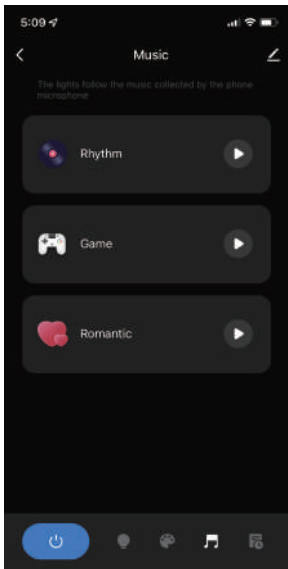 5:09
Music
The lights follow the music collected by the phone
microphone
Rhythm
Game
Romantic